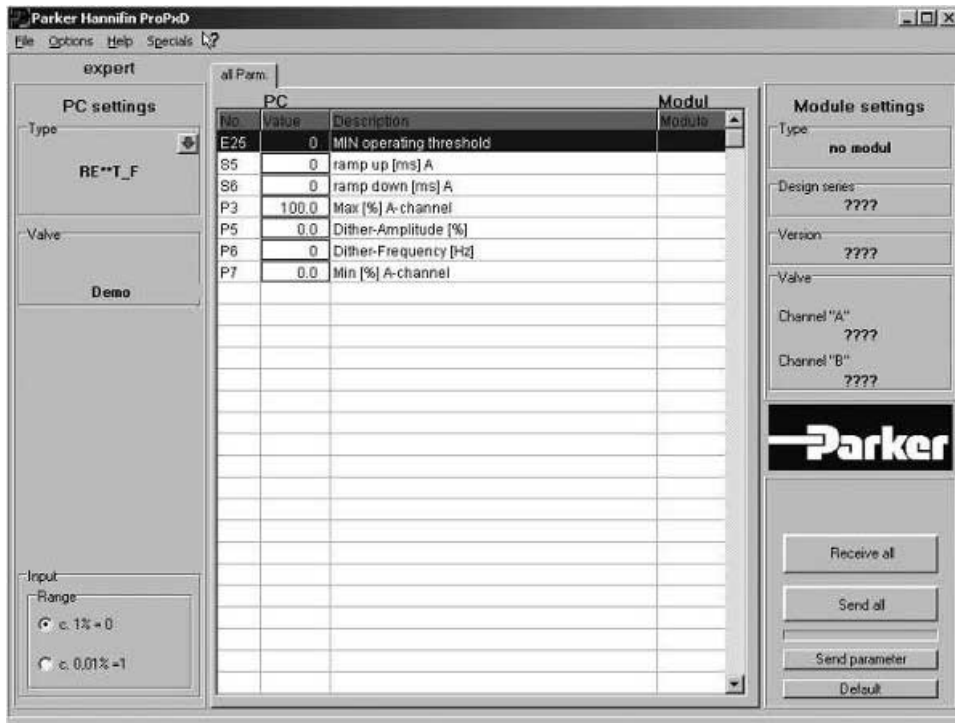 Parker Hannifin ProPxD
File Options Help Specials
expert
PC settings
Type
RE**T_F
Valve
Demo
Input
Range
c. 1% = 0
c. 0.01% =1
all Parm.
PC Modul
No. Value Description Module
E25 0 MIN operating threshold
S5 0 ramp up [ms] A
S6 0 ramp down [ms] A
P3 100.0 Max [%] A-channel
P5 0.0 Dither-Amplitude [%]
P6 0 Dither-Frequency [Hz]
P7 0.0 Min [%] A-channel
Module settings
Type
no modul
Design series
????
Version
????
Valve
Channel "A"
????
Channel "B"
????
Parker
Receive all
Send all
Send parameter
Default